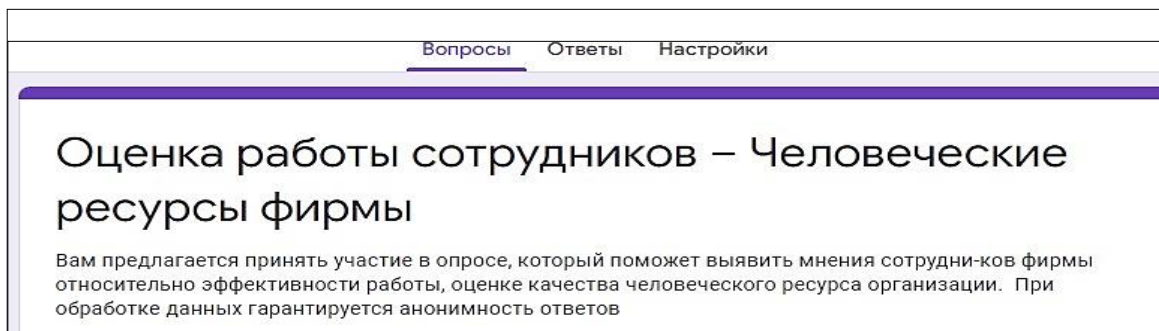 Вопросы Ответы Настройки
Оценка работы сотрудников – Человеческие
ресурсы фирмы
Вам предлагается принять участие в опросе, который поможет выявить мнения сотрудни-ков фирмы
относительно эффективности работы, оценке качества человеческого ресурса организации. При
обработке данных гарантируется анонимность ответов